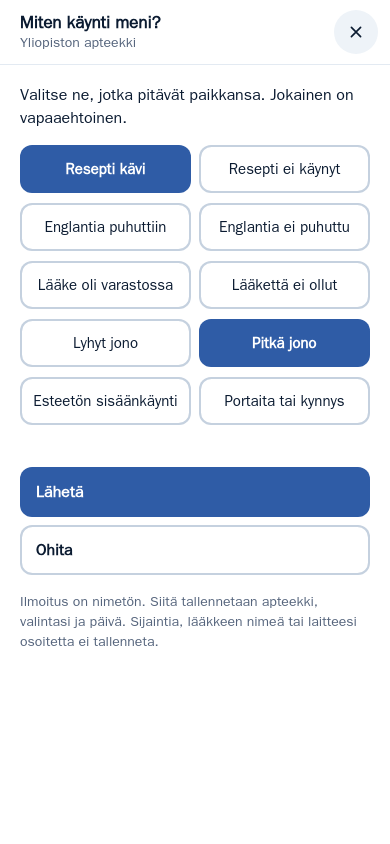 Miten käynti meni?
Yliopiston apteekki
Valitse ne, jotka pitävät paikkansa. Jokainen on
vapaaehtoinen.
Resepti kävi
Resepti ei käynyt
Englantia puhuttiin
Englantia ei puhuttu
Lääke oli varastossa
Lääkettä ei ollut
Lyhyt jono
Pitkä jono
Esteetön sisäänkäynti
Portaita tai kynnys
Lähetä
Ohita
Ilmoitus on nimetön. Siitä tallennetaan apteekki,
valintasi ja päivä. Sijaintia, lääkkeen nimeä tai laitteesi
osoitetta ei tallenneta.